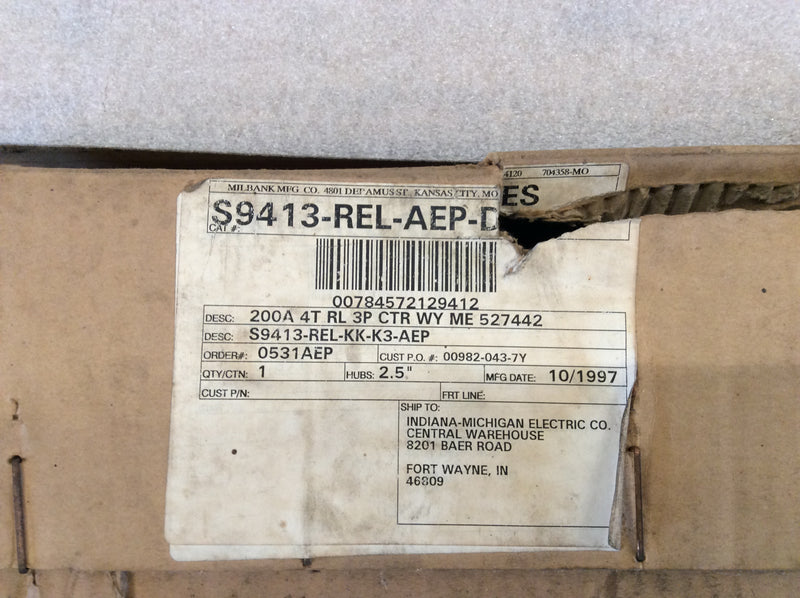 MILBANK MFG CO. 4801 DERAMUS ST. KANSAS CITY, MO 4120 704358-MO
S9413-REL-AEP-D ES
CAT #:
00784572129412
DESC: 200A 4T RL 3P CTR WY ME 527442
DESC: S9413-REL-KK-K3-AEP
ORDER#: 0531AEP CUST P.O. #: 00982-043-7Y
QTY/CTN: 1 HUBS: 2.5" MFG DATE: 10/1997
CUST P/N: FRT LINE:
SHIP TO:
INDIANA-MICHIGAN ELECTRIC CO.
CENTRAL WAREHOUSE
8201 BAER ROAD
FORT WAYNE, IN
46809